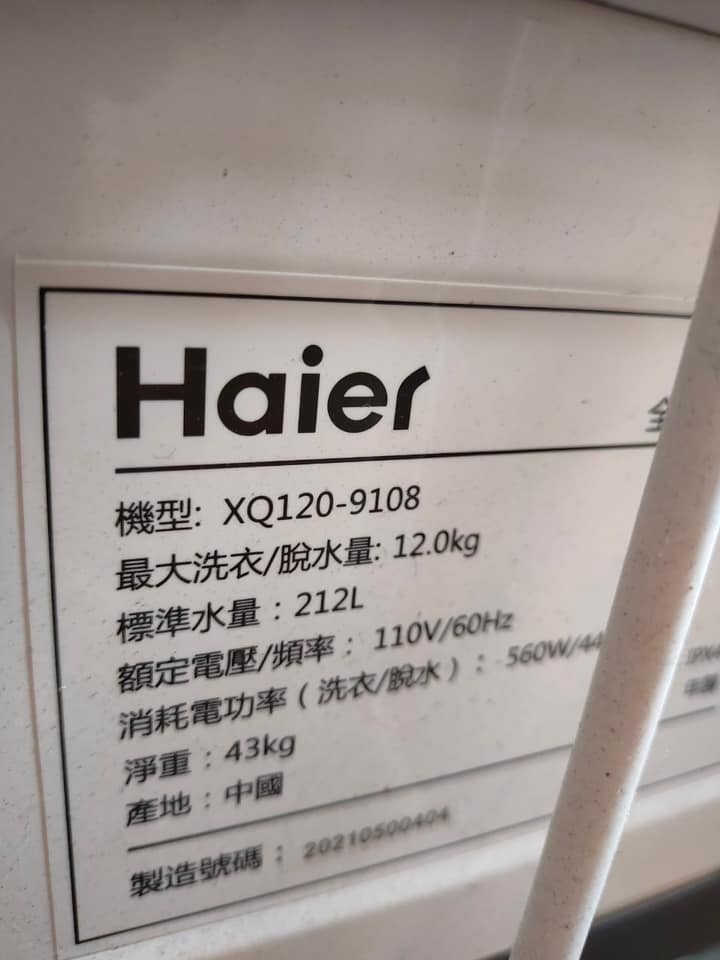 Haier
全
機型: XQ120-9108
最大洗衣/脫水量: 12.0kg
標準水量：212L
額定電壓/頻率： 110V/60Hz
消耗電功率（洗衣/脫水）： 560W/44
淨重：43kg
產地：中國
製造號碼： 20210500404